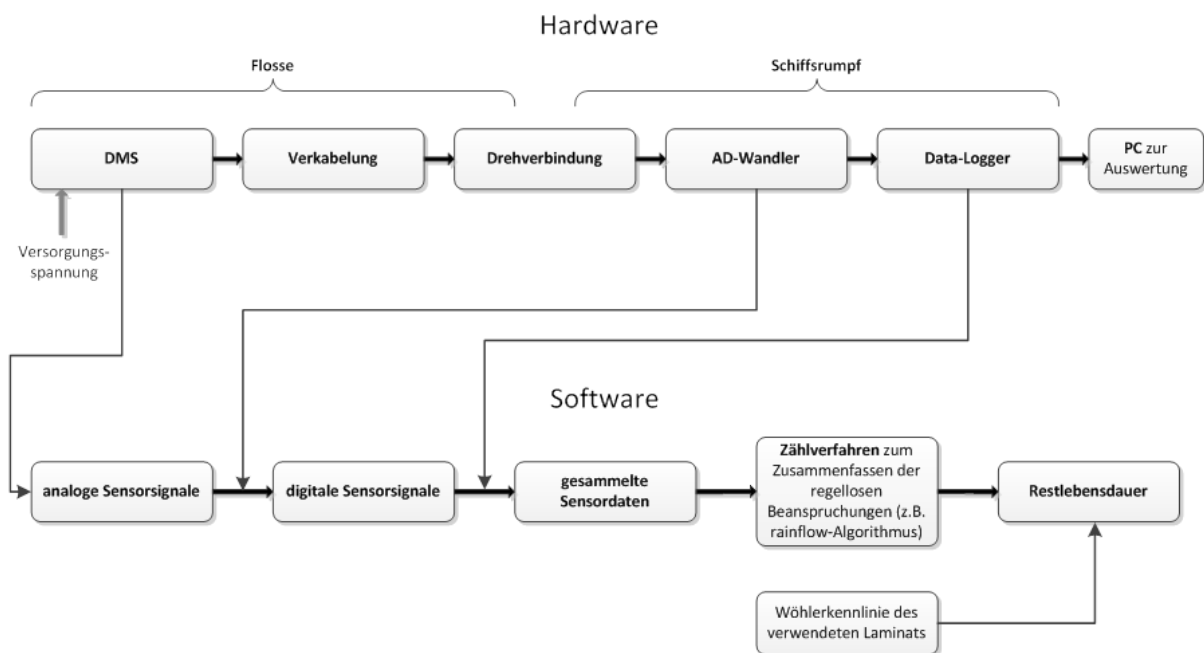 Hardware
Flosse
Schiffsrumpf
DMS
Verkabelung
Drehverbindung
AD-Wandler
Data-Logger
PC zur
Auswertung
Versorgungs-
spannung
Software
analoge Sensorsignale
digitale Sensorsignale
gesammelte
Sensordaten
Zählverfahren zum
Zusammenfassen der
regellosen
Beanspruchungen (z.B.
rainflow-Algorithmus)
Restlebensdauer
Wöhlerkennlinie des
verwendeten Laminats